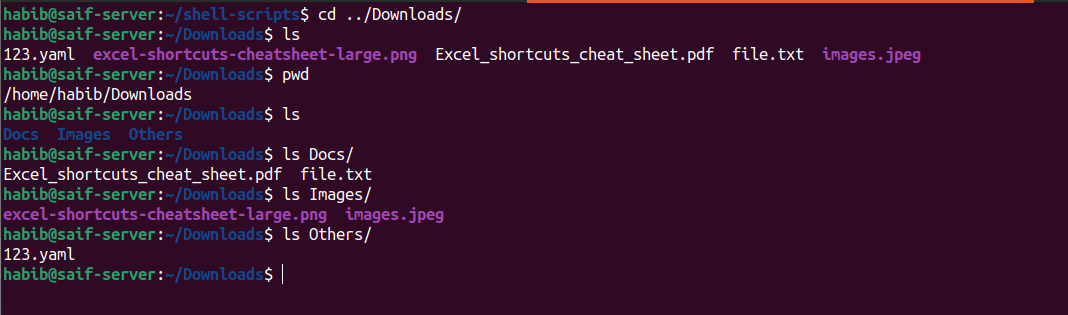 habib@saif-server:~/shell-scripts$ cd ../Downloads/
habib@saif-server:~/Downloads$ ls
123.yaml  excel-shortcuts-cheatsheet-large.png  Excel_shortcuts_cheat_sheet.pdf  file.txt  images.jpeg
habib@saif-server:~/Downloads$ pwd
/home/habib/Downloads
habib@saif-server:~/Downloads$ ls
Docs  Images  Others
habib@saif-server:~/Downloads$ ls Docs/
Excel_shortcuts_cheat_sheet.pdf  file.txt
habib@saif-server:~/Downloads$ ls Images/
excel-shortcuts-cheatsheet-large.png  images.jpeg
habib@saif-server:~/Downloads$ ls Others/
123.yaml
habib@saif-server:~/Downloads$